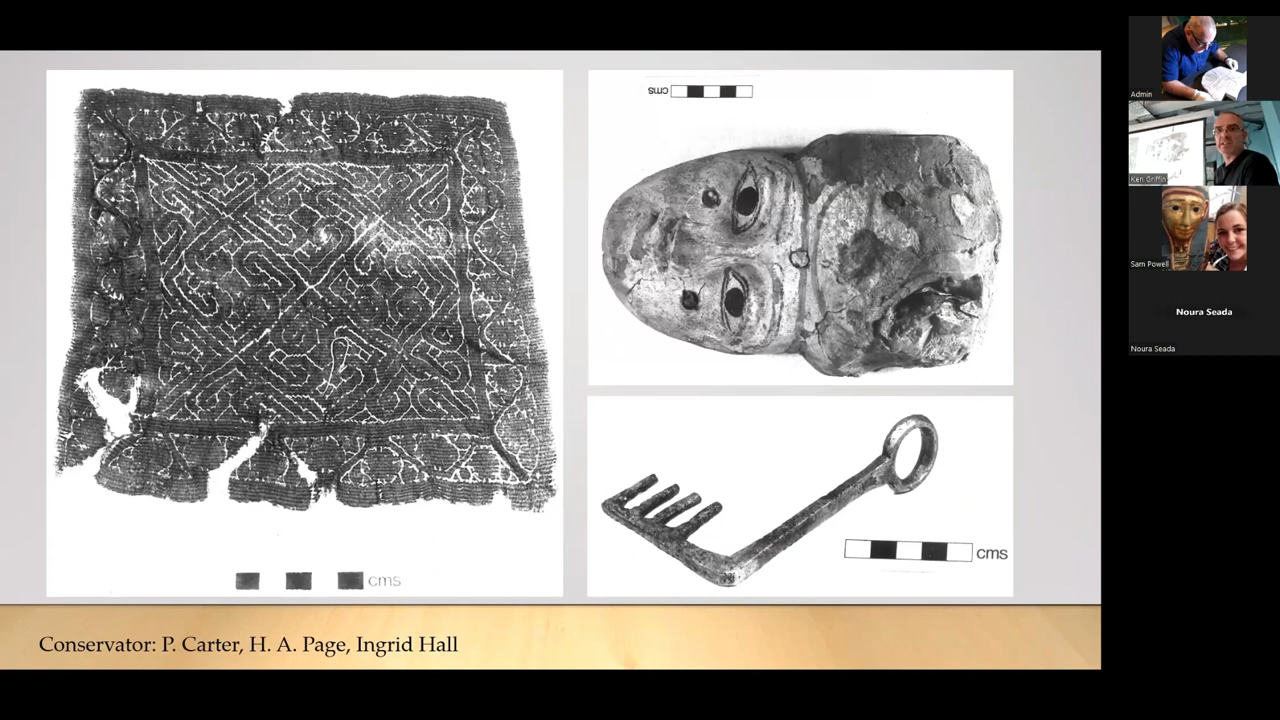 cms
cms
cms
Conservator: P. Carter, H. A. Page, Ingrid Hall
Admin
Ken Griffin
Sam Powell
Noura Seada
Noura Seada